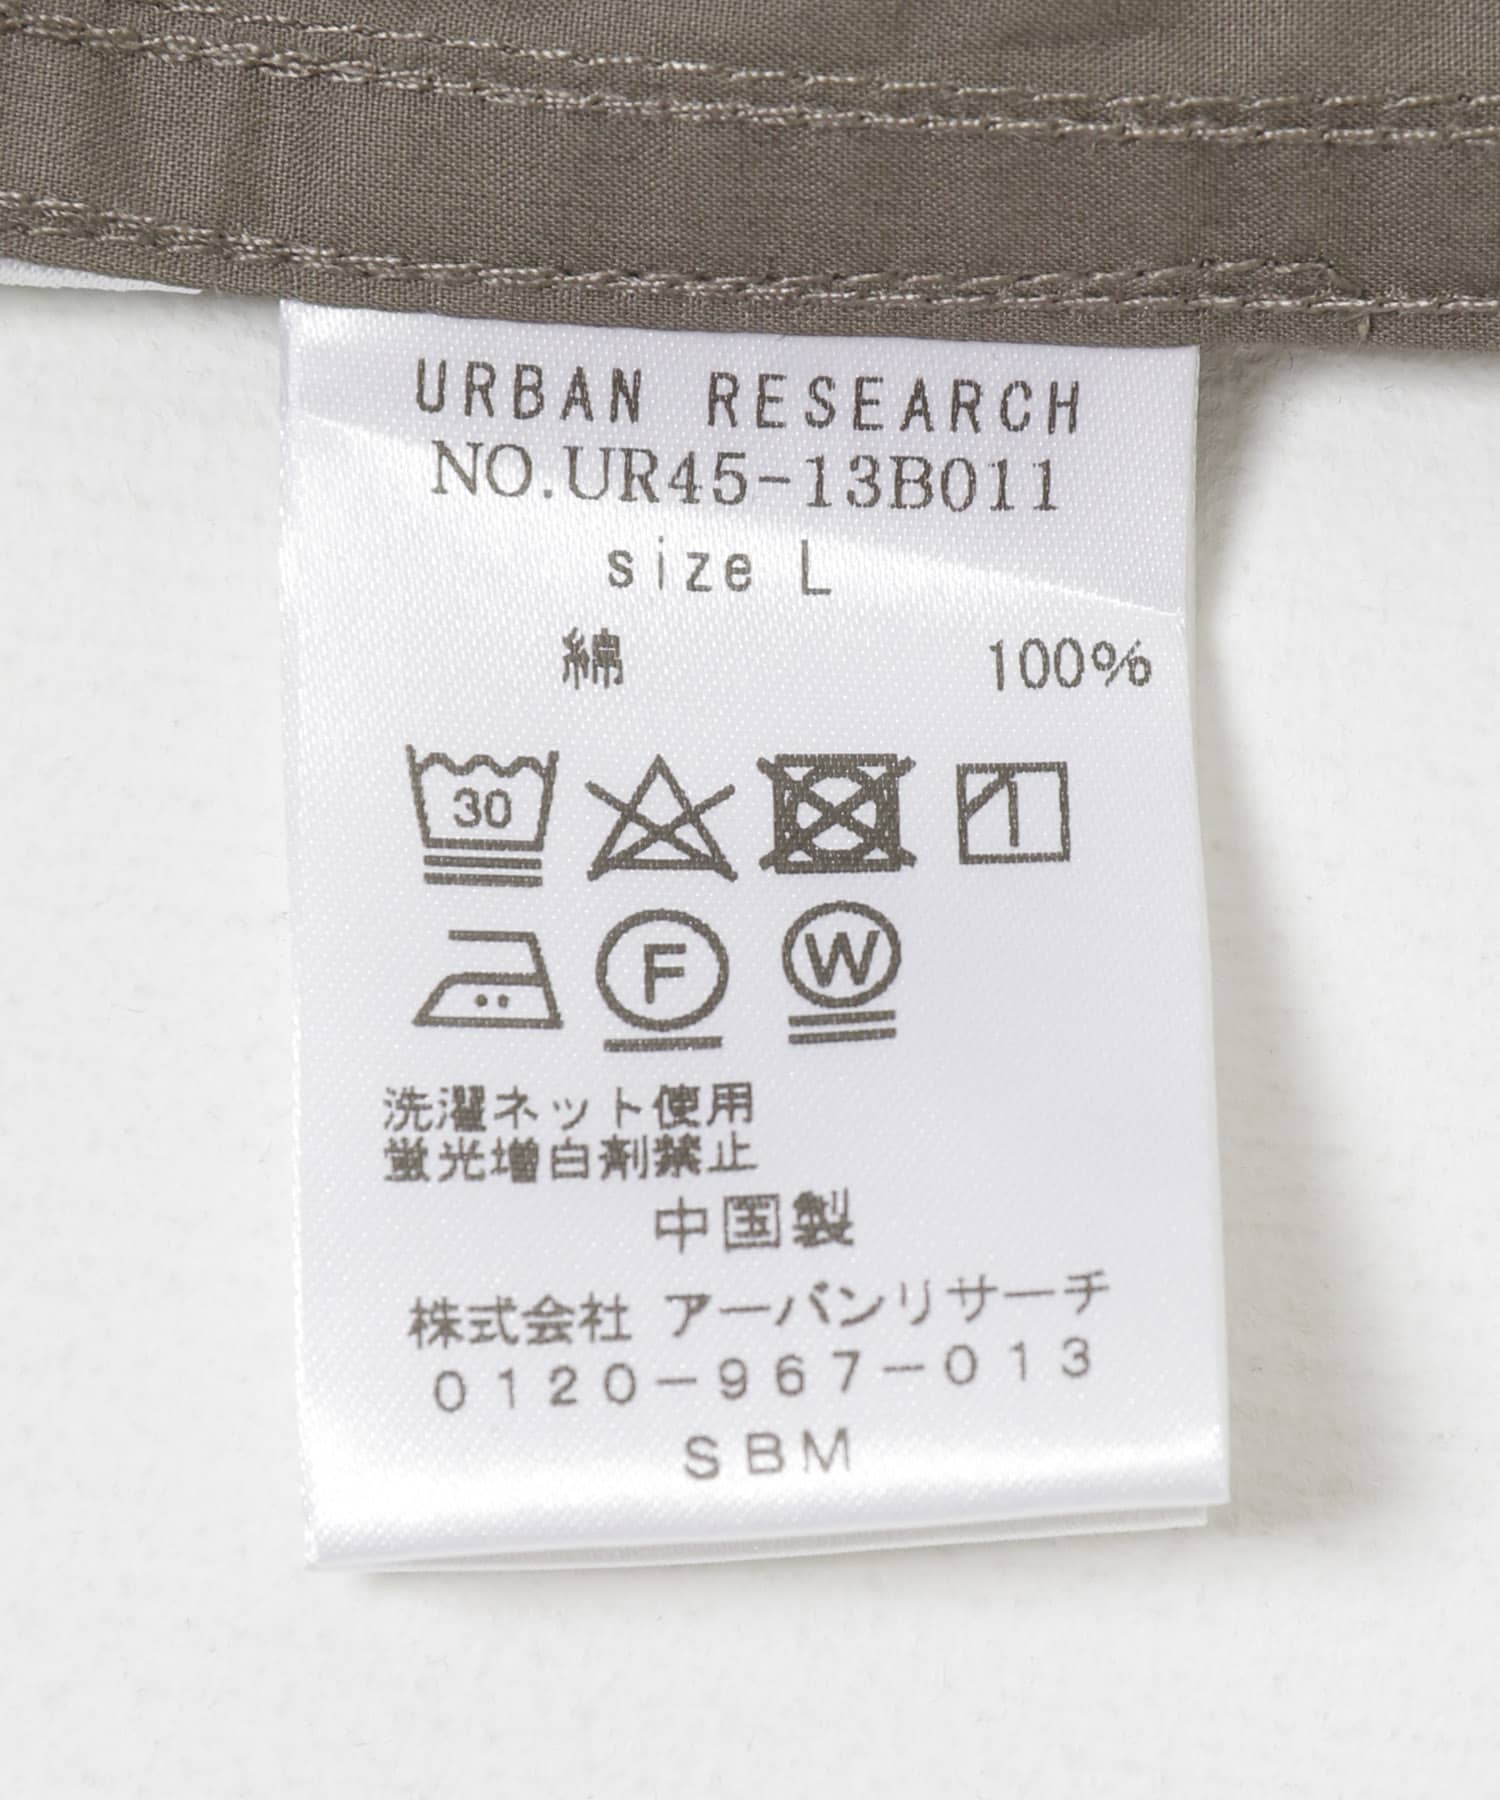 URBAN RESEARCH
NO.UR45-13B011
size L
綿 100%
30
F W
洗濯ネット使用
蛍光増白剤禁止
中国製
株式会社 アーバンリサーチ
0120-967-013
SBM